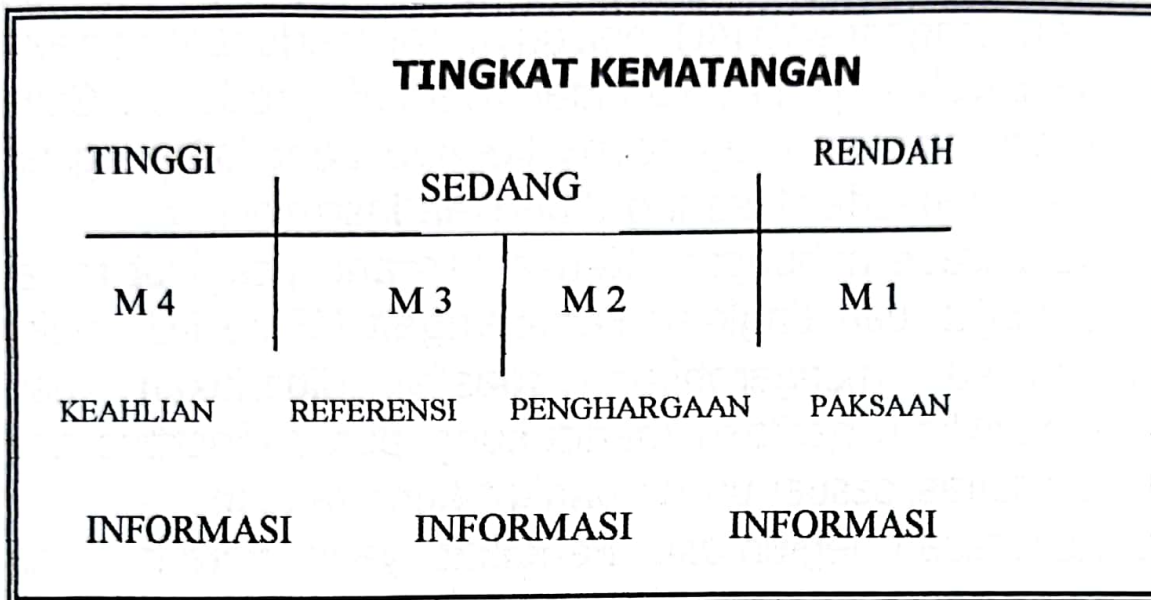 TINGKAT KEMATANGAN
TINGGI SEDANG RENDAH
M 4 M 3 M 2 M 1
KEAHLIAN REFERENSI PENGHARGAAN PAKSAAN
INFORMASI INFORMASI INFORMASI